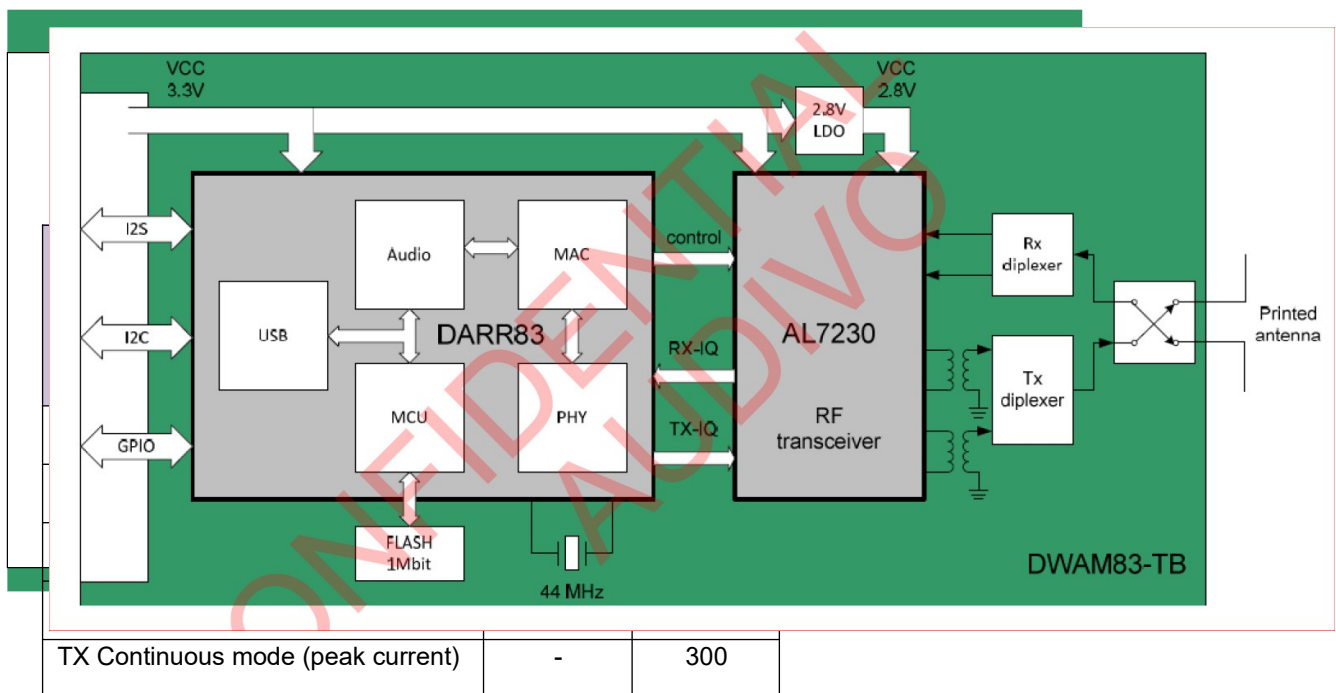 VCC
3.3V
VCC
2.8V
2.8V
LDO
I2S
Audio
MAC
control
Rx
diplexer
USB
I2C
DARR83
RX-IQ
AL7230
Printed
antenna
MCU
PHY
TX-IQ
RF
transceiver
Tx
diplexer
GPIO
FLASH
1Mbit
44 MHz
DWAM83-TB
ONFIDENTIAL
AUDIVO
TX Continuous mode (peak current)
-
300